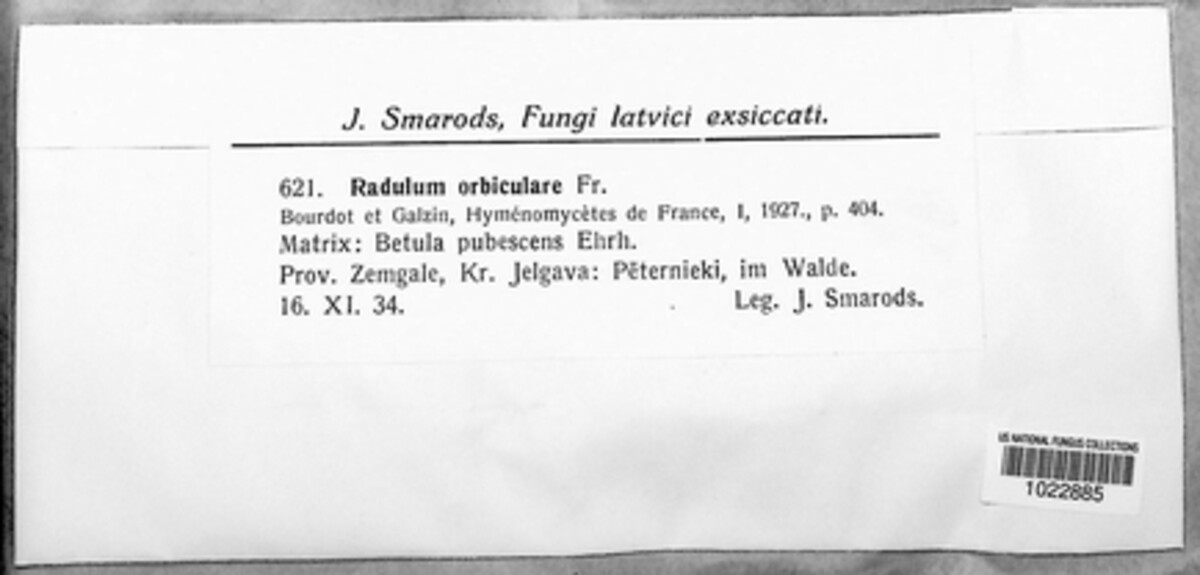 J. Smarods, Fungi latvici exsiccati.
621. Radulum orbiculare Fr.
Bourdot et Galzin, Hyménomycètes de France, I, 1927., p. 404.
Matrix: Betula pubescens Ehrh.
Prov. Zemgale, Kr. Jelgava: Pēternieki, im Walde.
16. XI. 34. Leg. J. Smarods.
US NATIONAL FUNGUS COLLECTIONS
1022885